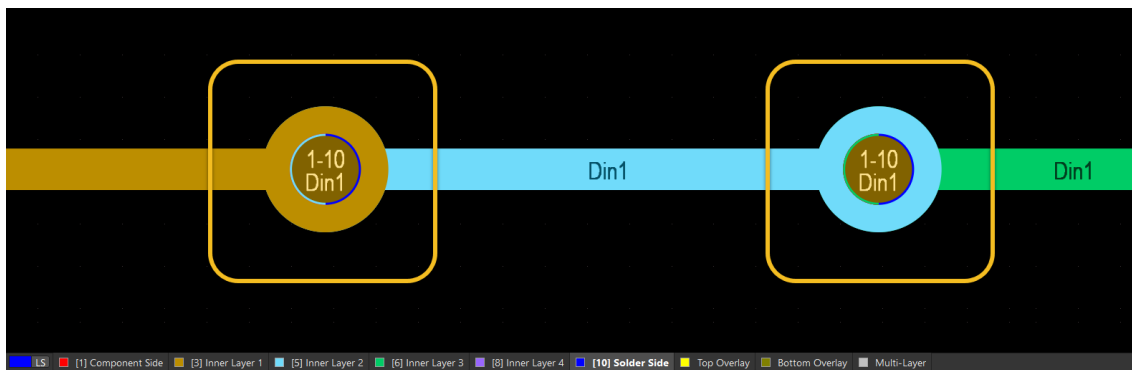 1-10
Din1
Din1
1-10
Din1
Din1
LS [1] Component Side [3] Inner Layer 1 [5] Inner Layer 2 [6] Inner Layer 3 [8] Inner Layer 4 [10] Solder Side Top Overlay Bottom Overlay Multi-Layer